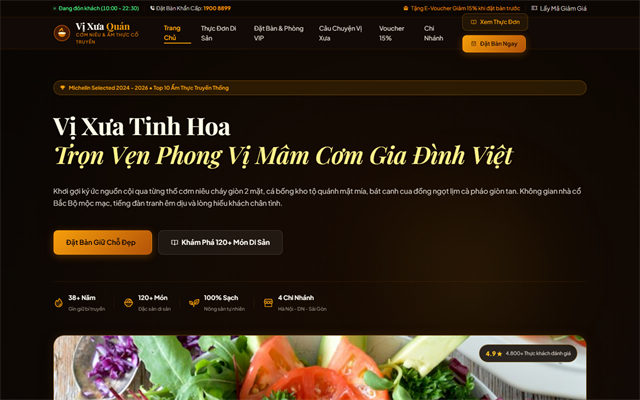 Đang đón khách (10:00 - 22:30)
Đặt Bàn Khẩn Cấp: 1900 8899
Tặng E-Voucher Giảm 15% khi đặt bàn trước
Lấy Mã Giảm Giá
Vị Xưa Quán
CƠM NIÊU & ẨM THỰC CỔ TRUYỀN
Trang Chủ
Thực Đơn Di Sản
Đặt Bàn & Phòng VIP
Câu Chuyện Vị Xưa
Voucher 15%
Chi Nhánh
Xem Thực Đơn
Đặt Bàn Ngay
Michelin Selected 2024 - 2026 • Top 10 Ẩm Thực Truyền Thống
Vị Xưa Tinh Hoa
Trọn Vẹn Phong Vị Mâm Cơm Gia Đình Việt
Khơi gợi ký ức nguồn cội qua từng thố cơm niêu cháy giòn 2 mặt, cá bống kho tộ quánh mật mía, bát canh cua đồng ngọt lịm cà pháo giòn tan. Không gian nhà cổ
Bắc Bộ mộc mạc, tiếng đàn tranh êm dịu và lòng hiếu khách chân tình.
Đặt Bàn Giữ Chỗ Đẹp
Khám Phá 120+ Món Di Sản
38+ Năm
Gìn giữ bí truyền
120+ Món
Đặc sản di sản
100% Sạch
Nông sản tự nhiên
4 Chi Nhánh
Hà Nội - ĐN - Sài Gòn
4.9 ★ 4,800+ Thực khách đánh giá